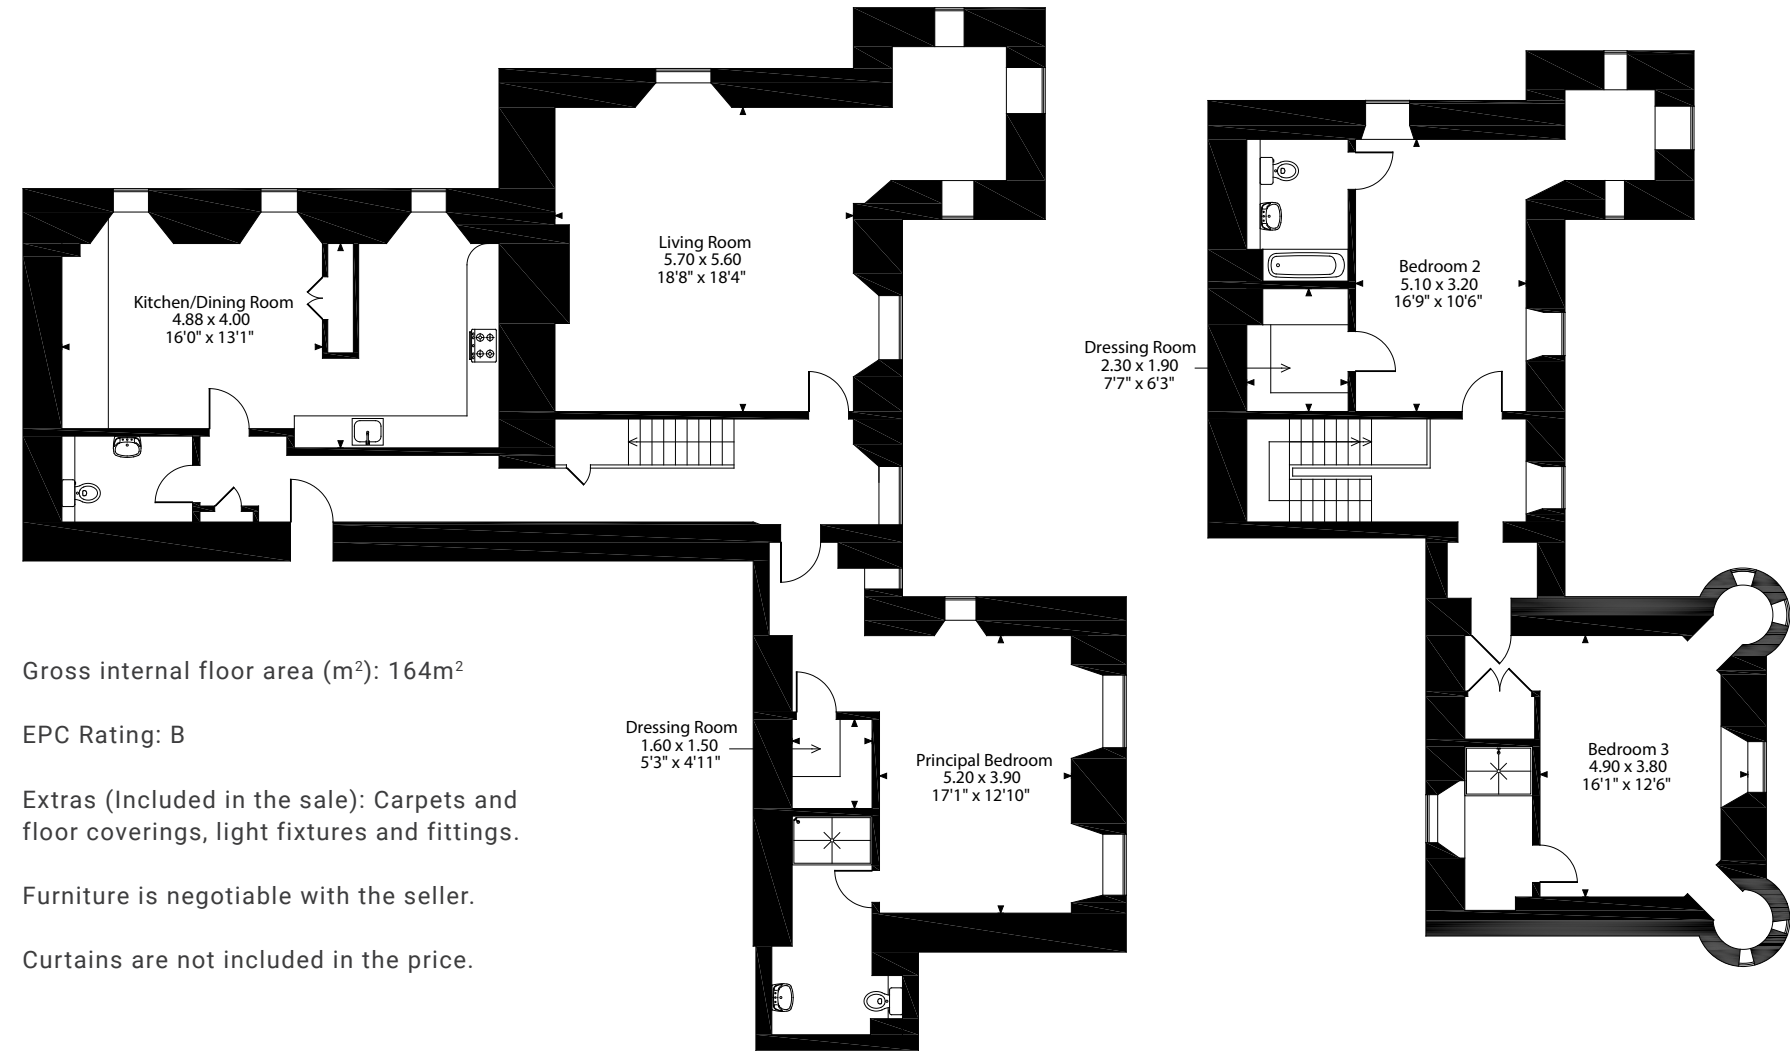 Living Room
5.70 x 5.60
18'8" x 18'4"
Kitchen/Dining Room
4.88 x 4.00
16'0" x 13'1"
Bedroom 2
5.10 x 3.20
16'9" x 10'6"
Dressing Room
2.30 x 1.90
7'7" x 6'3"
Gross internal floor area (m²): 164m²
EPC Rating: B
Extras (Included in the sale): Carpets and
floor coverings, light fixtures and fittings.
Furniture is negotiable with the seller.
Curtains are not included in the price.
Dressing Room
1.60 x 1.50
5'3" x 4'11"
Principal Bedroom
5.20 x 3.90
17'1" x 12'10"
Bedroom 3
4.90 x 3.80
16'1" x 12'6"